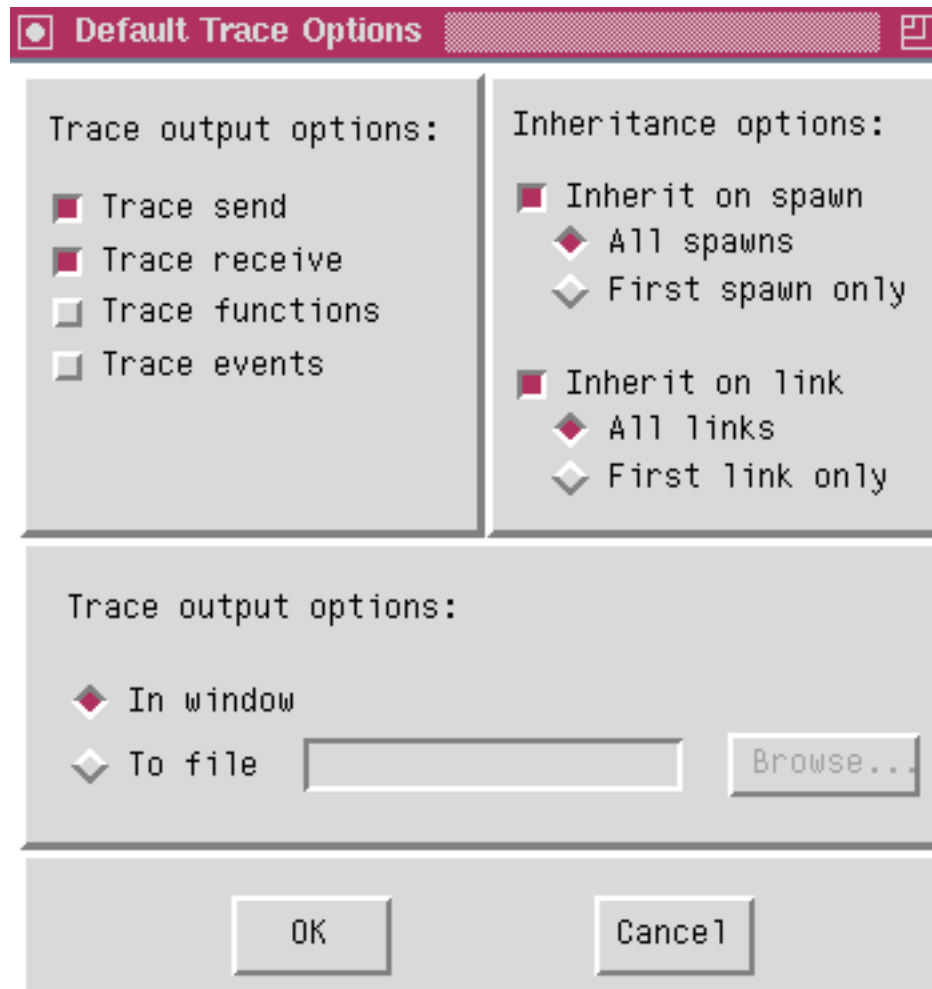 Default Trace Options
Trace output options:
Trace send
Trace receive
Trace functions
Trace events
Inheritance options:
Inherit on spawn
All spawns
First spawn only
Inherit on link
All links
First link only
Trace output options:
In window
To file
Browse...
OK
Cancel